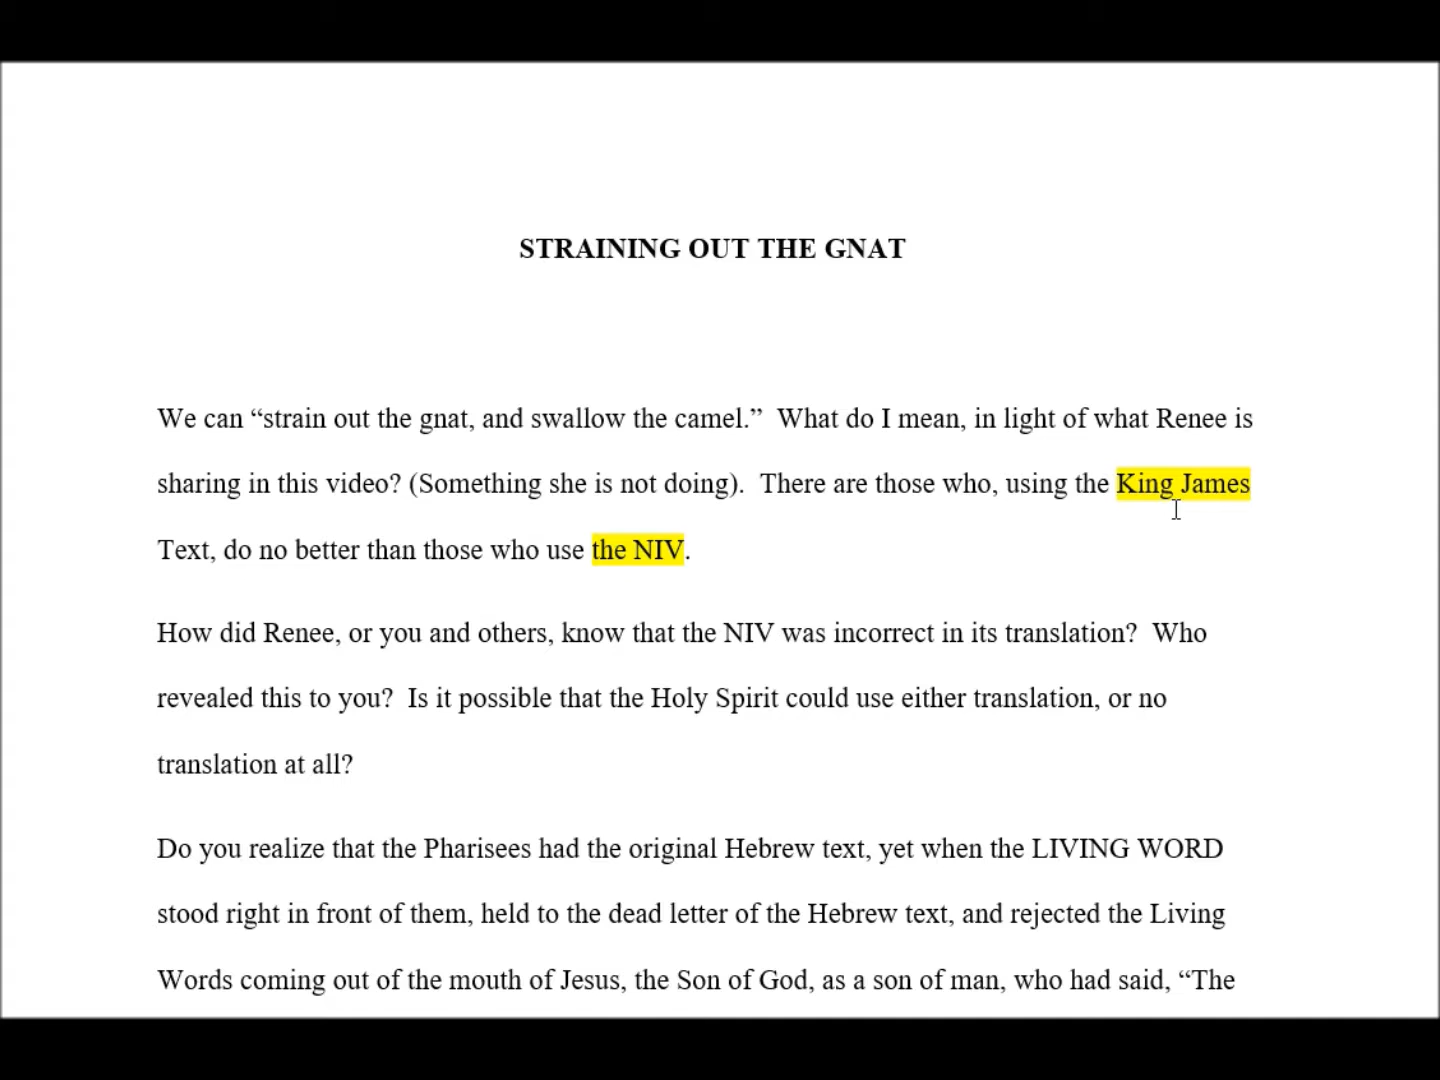 STRAINING OUT THE GNAT
We can “strain out the gnat, and swallow the camel.”  What do I mean, in light of what Renee is
sharing in this video? (Something she is not doing).  There are those who, using the King James
Text, do no better than those who use the NIV.
How did Renee, or you and others, know that the NIV was incorrect in its translation?  Who
revealed this to you?  Is it possible that the Holy Spirit could use either translation, or no
translation at all?
Do you realize that the Pharisees had the original Hebrew text, yet when the LIVING WORD
stood right in front of them, held to the dead letter of the Hebrew text, and rejected the Living
Words coming out of the mouth of Jesus, the Son of God, as a son of man, who had said, “The